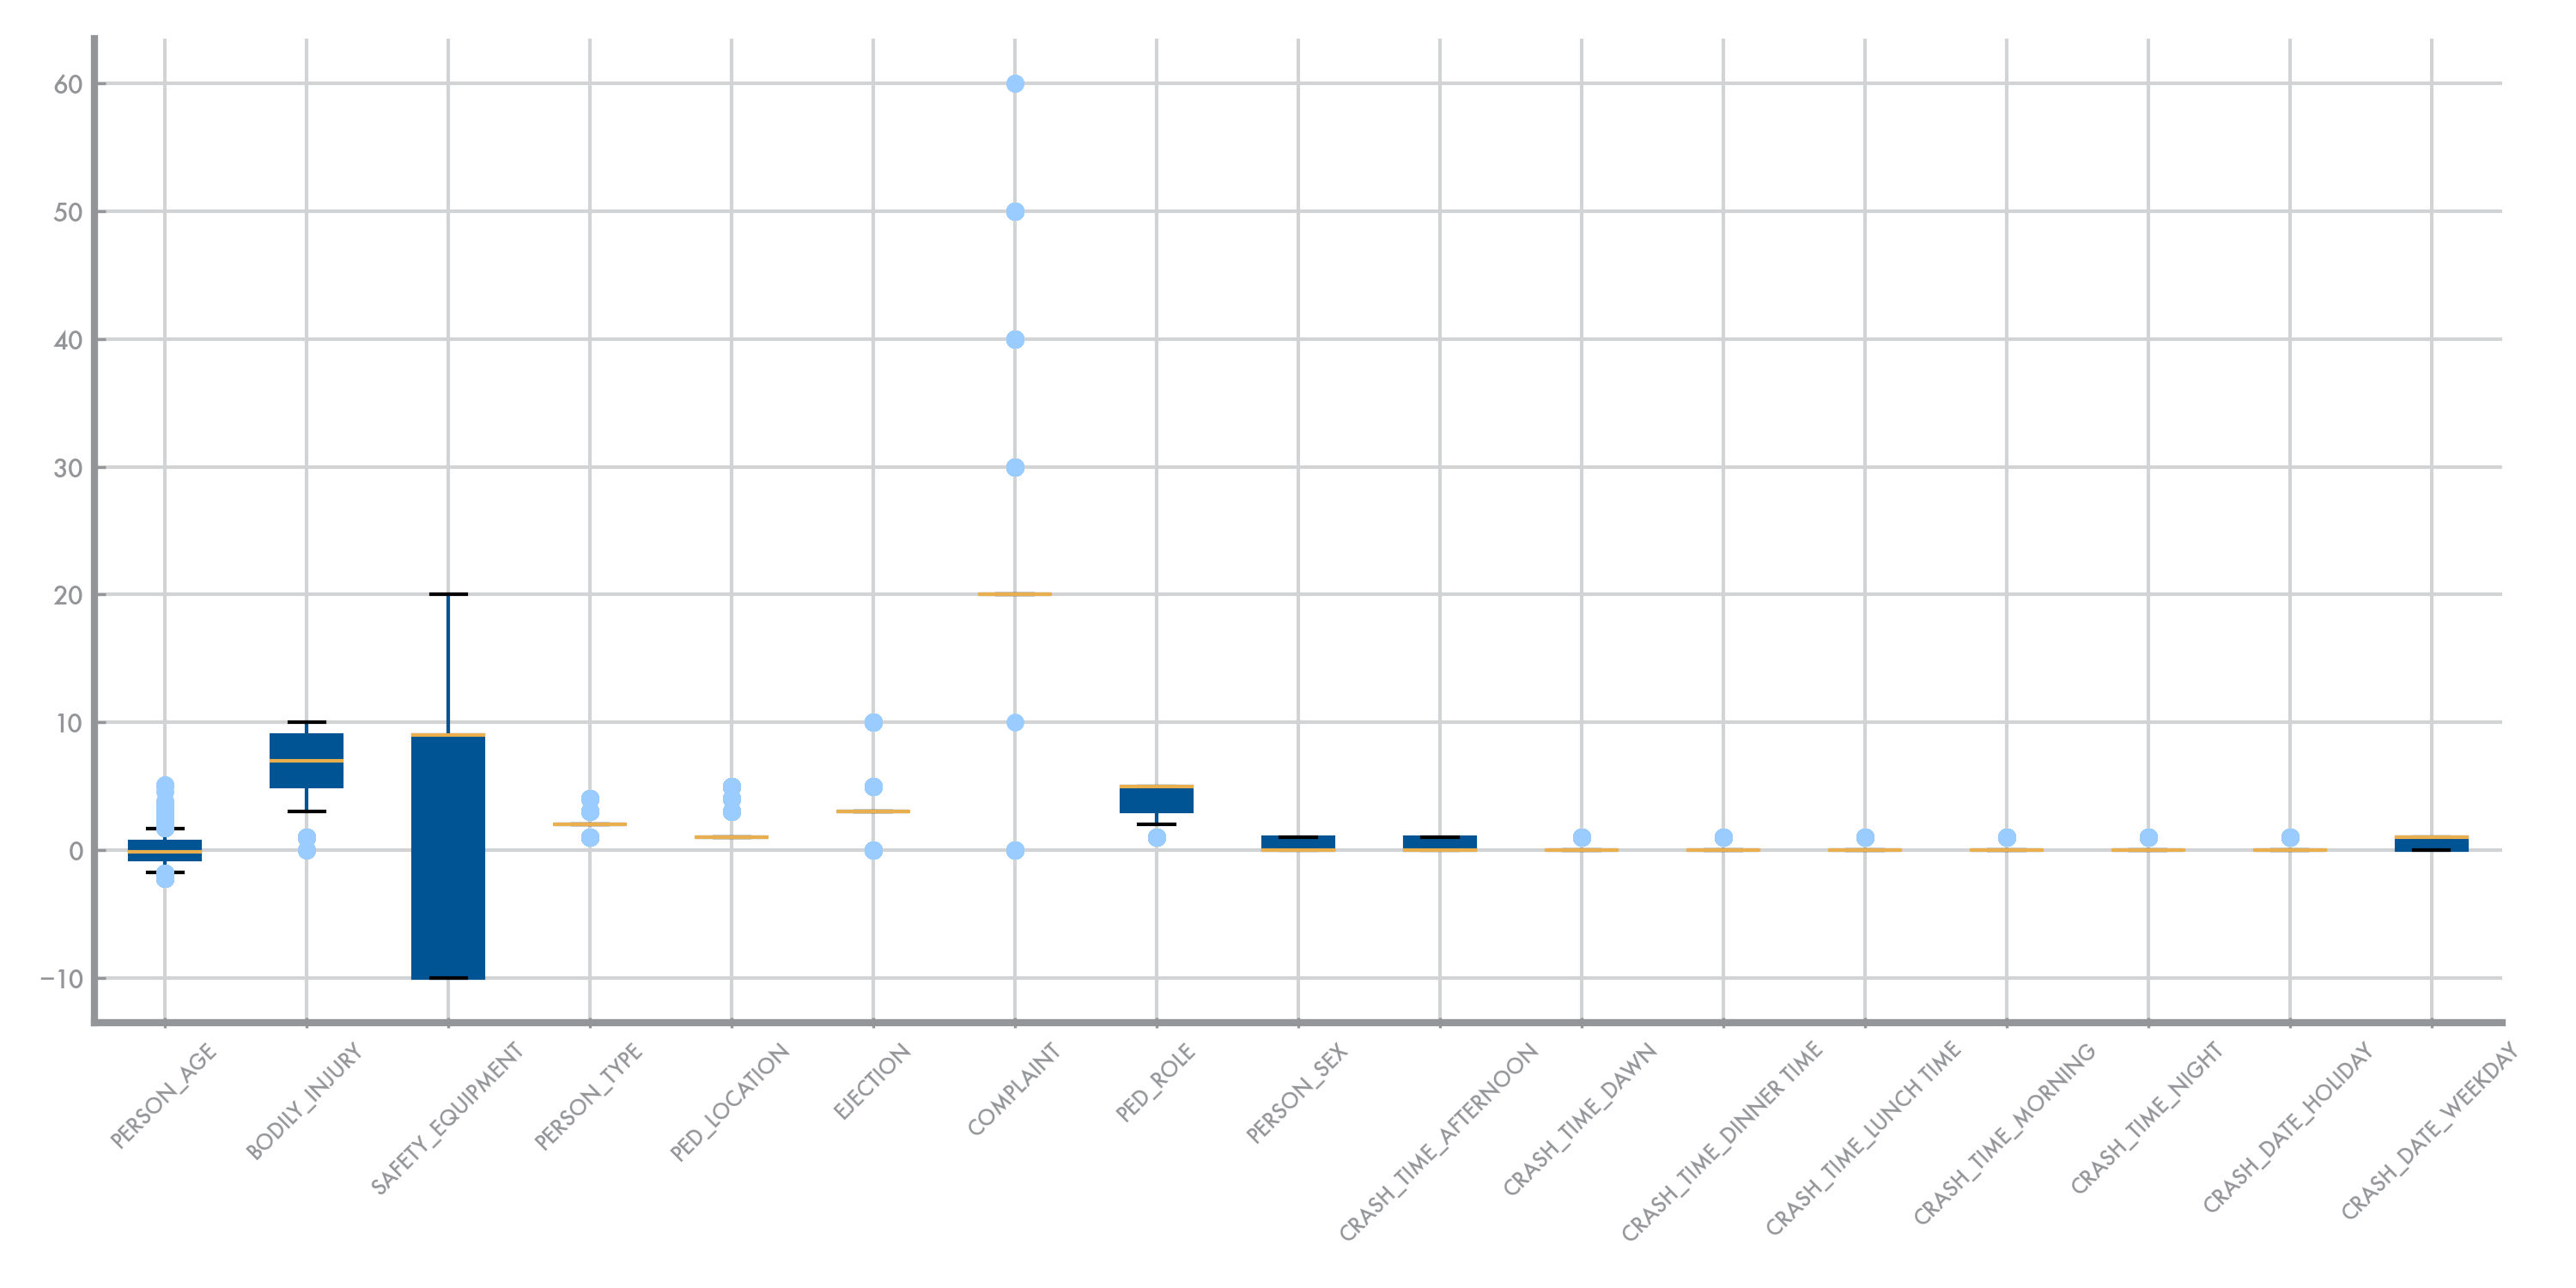 60
50
40
30
20
10
0
−10
PERSON_AGE
BODILY_INJURY
SAFETY_EQUIPMENT
PERSON_TYPE
PED_LOCATION
EJECTION
COMPLAINT
PED_ROLE
PERSON_SEX
CRASH_TIME_AFTERNOON
CRASH_TIME_DAWN
CRASH_TIME_DINNER TIME
CRASH_TIME_LUNCH TIME
CRASH_TIME_MORNING
CRASH_TIME_NIGHT
CRASH_DATE_HOLIDAY
CRASH_DATE_WEEKDAY